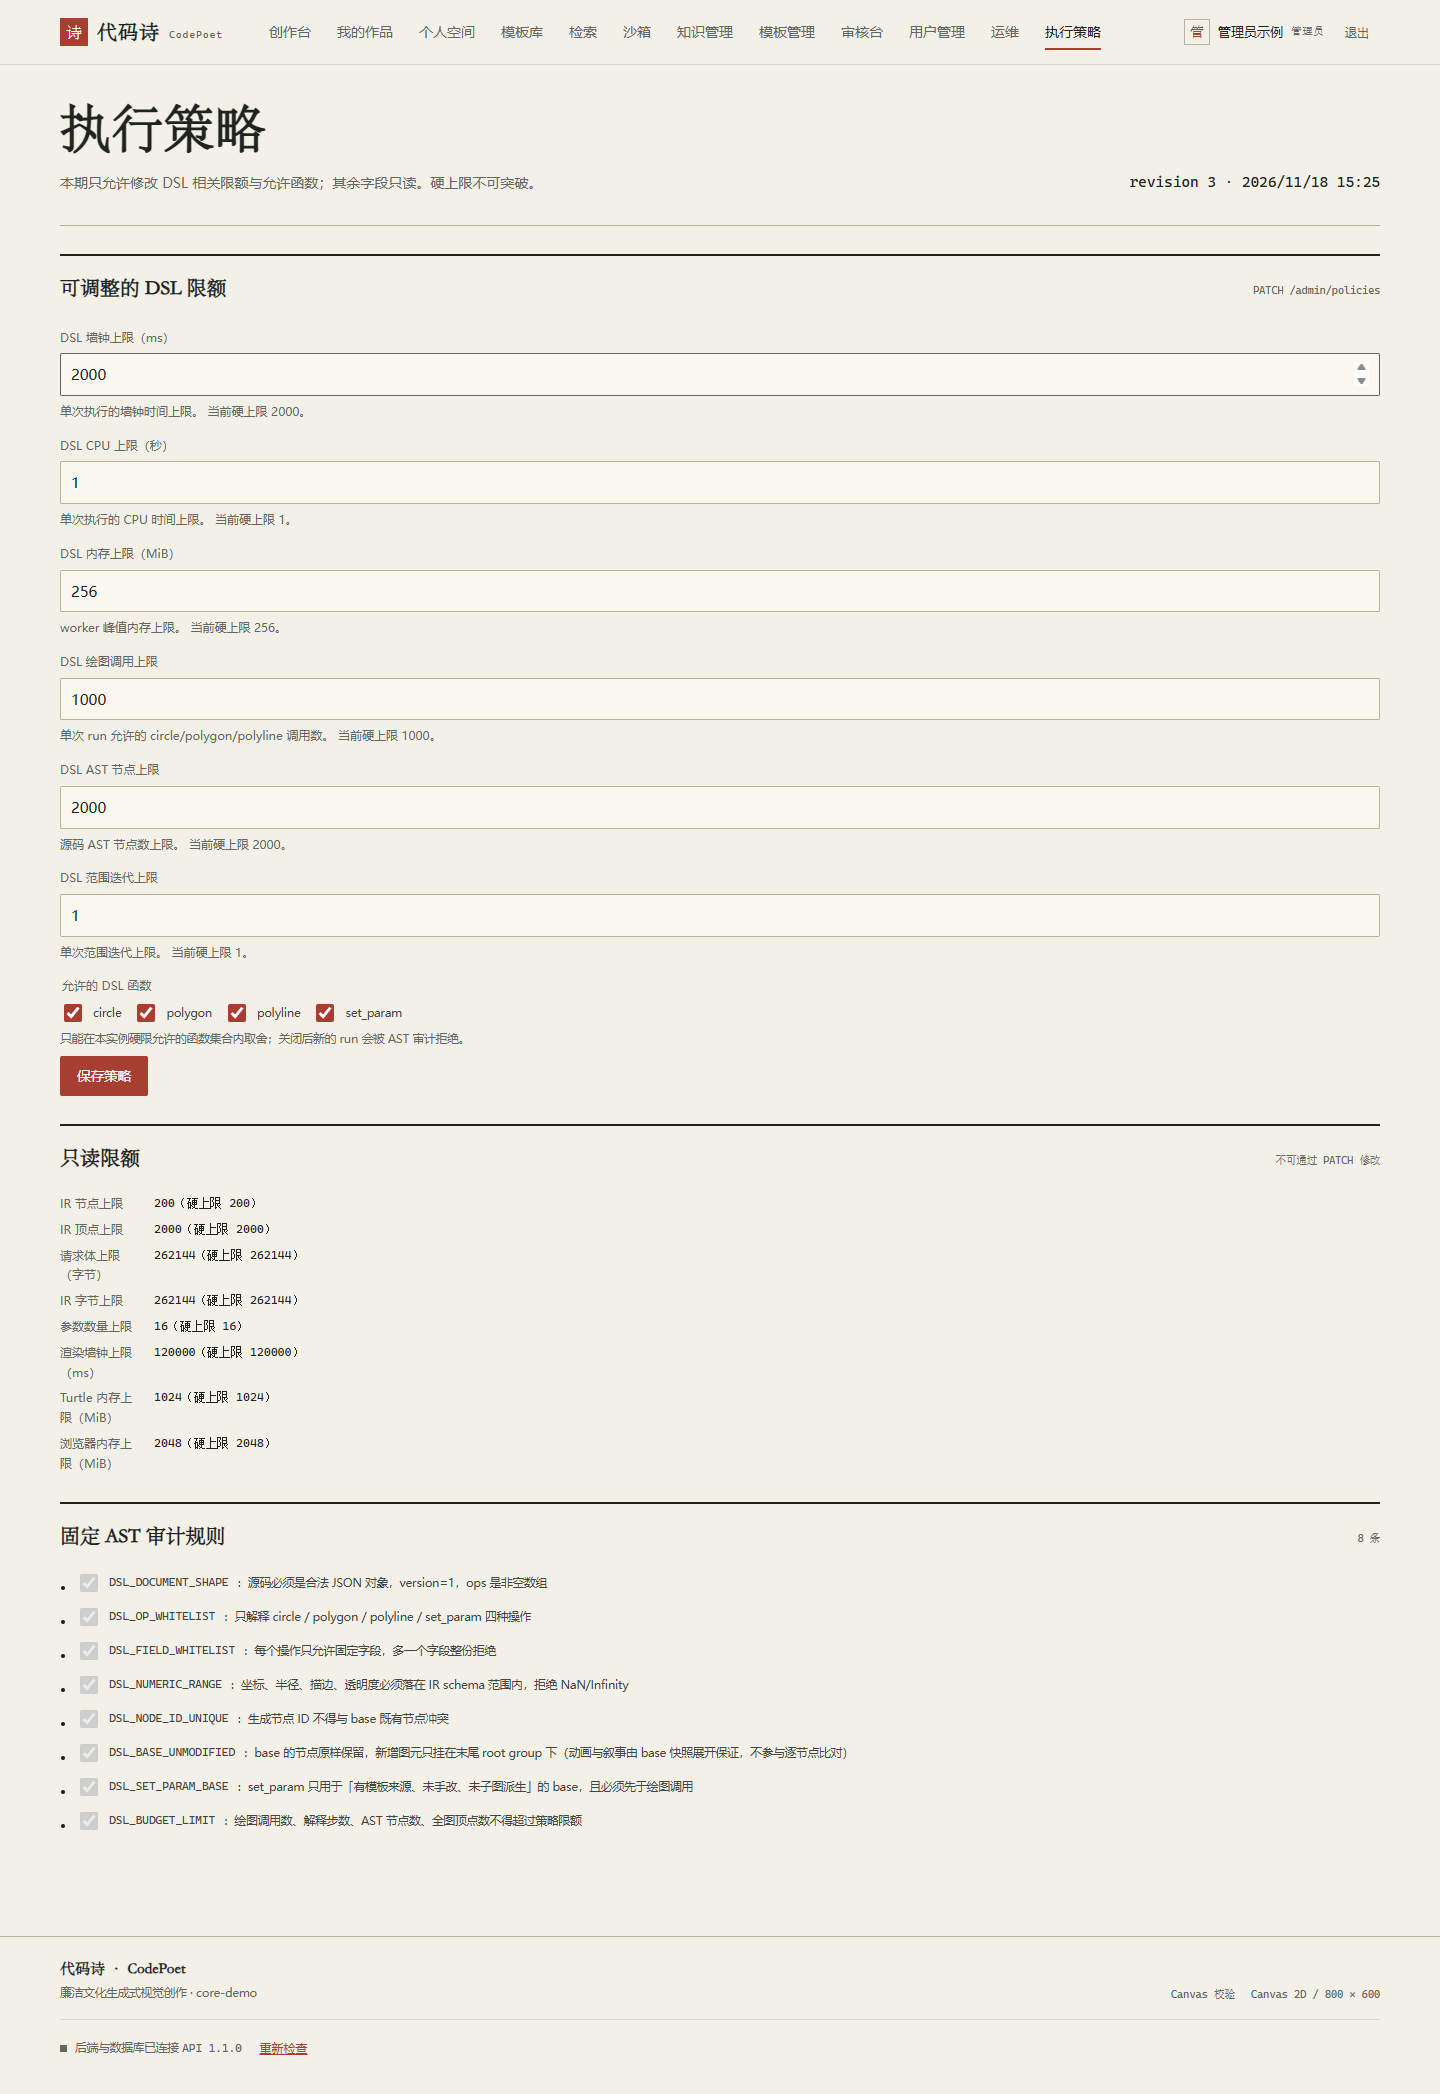 诗 代码诗 CodePoet 创作台 我的作品 个人空间 模板库 检索 沙箱 知识管理 模板管理 审核台 用户管理 运维 执行策略 管 管理员示例 管理员 退出
执行策略
本期只允许修改 DSL 相关限额与允许函数；其余字段只读。硬上限不可突破。 revision 3 · 2026/11/18 15:25
可调整的 DSL 限额 PATCH /admin/policies
DSL 墙钟上限（ms）
2000
单次执行的墙钟时间上限。 当前硬上限 2000。
DSL CPU 上限（秒）
1
单次执行的 CPU 时间上限。 当前硬上限 1。
DSL 内存上限（MiB）
256
worker 峰值内存上限。 当前硬上限 256。
DSL 绘图调用上限
1000
单次 run 允许的 circle/polygon/polyline 调用数。 当前硬上限 1000。
DSL AST 节点上限
2000
源码 AST 节点数上限。 当前硬上限 2000。
DSL 范围迭代上限
1
单次范围迭代上限。 当前硬上限 1。
允许的 DSL 函数
circle polygon polyline set_param
只能在本实例硬限允许的函数集合内取舍；关闭后新的 run 会被 AST 审计拒绝。
保存策略
只读限额 不可通过 PATCH 修改
IR 节点上限 200（硬上限 200）
IR 顶点上限 2000（硬上限 2000）
请求体上限 262144（硬上限 262144）
（字节）
IR 字节上限 262144（硬上限 262144）
参数数量上限 16（硬上限 16）
渲染墙钟上限 120000（硬上限 120000）
（ms）
Turtle 内存上 1024（硬上限 1024）
限（MiB）
浏览器内存上 2048（硬上限 2048）
限（MiB）
固定 AST 审计规则 8 条
• DSL_DOCUMENT_SHAPE ：源码必须是合法 JSON 对象，version=1，ops 是非空数组
• DSL_OP_WHITELIST ：只解释 circle / polygon / polyline / set_param 四种操作
• DSL_FIELD_WHITELIST ：每个操作只允许固定字段，多一个字段整份拒绝
• DSL_NUMERIC_RANGE ：坐标、半径、描边、透明度必须落在 IR schema 范围内，拒绝 NaN/Infinity
• DSL_NODE_ID_UNIQUE ：生成节点 ID 不得与 base 既有节点冲突
• DSL_BASE_UNMODIFIED ：base 的节点原样保留，新增图元只挂在末尾 root group 下（动画与叙事由 base 快照展开保证，不参与逐节点比对）
• DSL_SET_PARAM_BASE ：set_param 只用于「有模板来源、未手改、未子图派生」的 base，且必须先于绘图调用
• DSL_BUDGET_LIMIT ：绘图调用数、解释步数、AST 节点数、全图顶点数不得超过策略限额
代码诗 · CodePoet
廉洁文化生成式视觉创作 · core-demo Canvas 校验 Canvas 2D / 800 × 600
后端与数据库已连接 API 1.1.0 重新检查